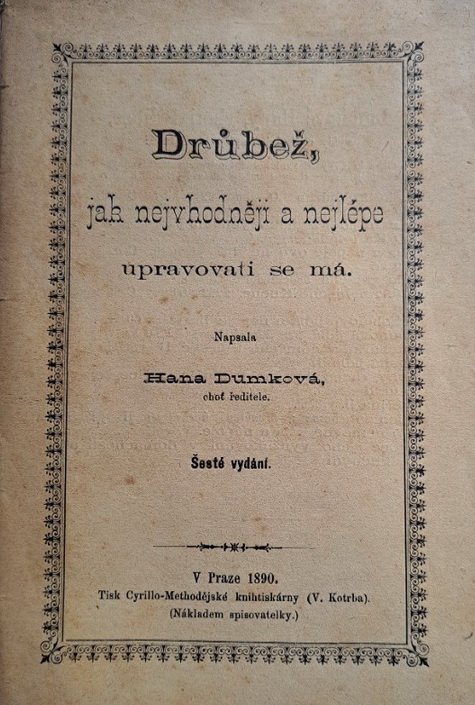 Drůbež,
jak nejvhodněji a nejlépe
upravovati se má.
Napsala
Hana Dumková,
choť ředitele.
Šesté vydání.
V Praze 1890.
Tisk Cyrillo-Methodějské knihtiskárny (V. Kotrba).
(Nákladem spisovatelky.)